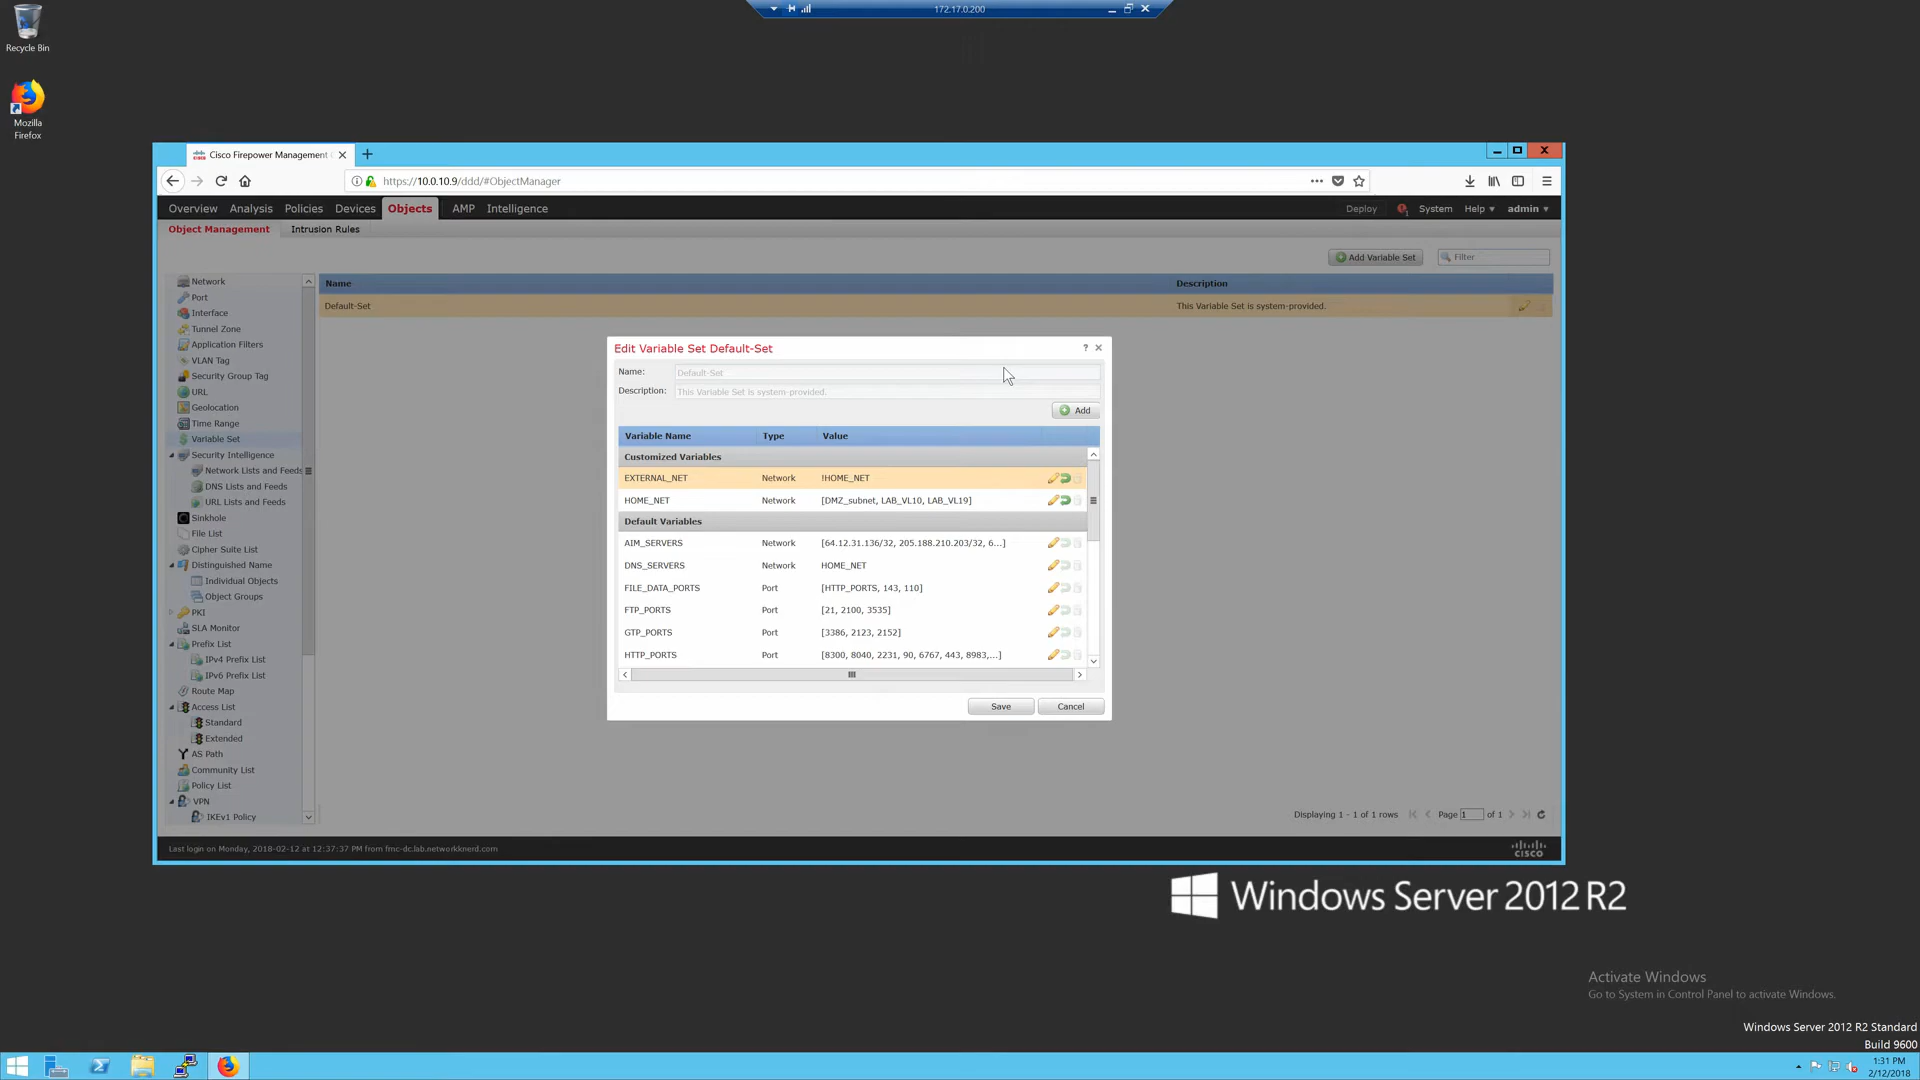 172.17.0.200
Recycle Bin
Mozilla
Firefox
Cisco Firepower Management
https://10.0.10.9/ddd/#ObjectManager
Overview Analysis Policies Devices Objects AMP Intelligence Deploy 1 System Help admin
Object Management Intrusion Rules
Add Variable Set Filter
Name Description
Default-Set This Variable Set is system-provided.
Network
Port
Interface
Tunnel Zone
Application Filters
VLAN Tag
Security Group Tag
URL
Geolocation
Time Range
Variable Set
Security Intelligence
Network Lists and Feeds
DNS Lists and Feeds
URL Lists and Feeds
Sinkhole
File List
Cipher Suite List
Distinguished Name
Individual Objects
Object Groups
PKI
SLA Monitor
Prefix List
IPv4 Prefix List
IPv6 Prefix List
Route Map
Access List
Standard
Extended
AS Path
Community List
Policy List
VPN
IKEv1 Policy
Edit Variable Set Default-Set ?
Name: Default-Set
Description: This Variable Set is system-provided.
Add
Variable Name Type Value
Customized Variables
EXTERNAL_NET Network !HOME_NET
HOME_NET Network [DMZ_subnet, LAB_VL10, LAB_VL19]
Default Variables
AIM_SERVERS Network [64.12.31.136/32, 205.188.210.203/32, 6...]
DNS_SERVERS Network HOME_NET
FILE_DATA_PORTS Port [HTTP_PORTS, 143, 110]
FTP_PORTS Port [21, 2100, 3535]
GTP_PORTS Port [3386, 2123, 2152]
HTTP_PORTS Port [8300, 8040, 2231, 90, 6767, 443, 8983,...]
Save Cancel
Displaying 1 - 1 of 1 rows Page 1 of 1
Last login on Monday, 2018-02-12 at 12:37:37 PM from fmc-dc.lab.networkknerd.com
CISCO
Windows Server 2012 R2
Activate Windows
Go to System in Control Panel to activate Windows.
Windows Server 2012 R2 Standard
Build 9600
1:31 PM
2/12/2018